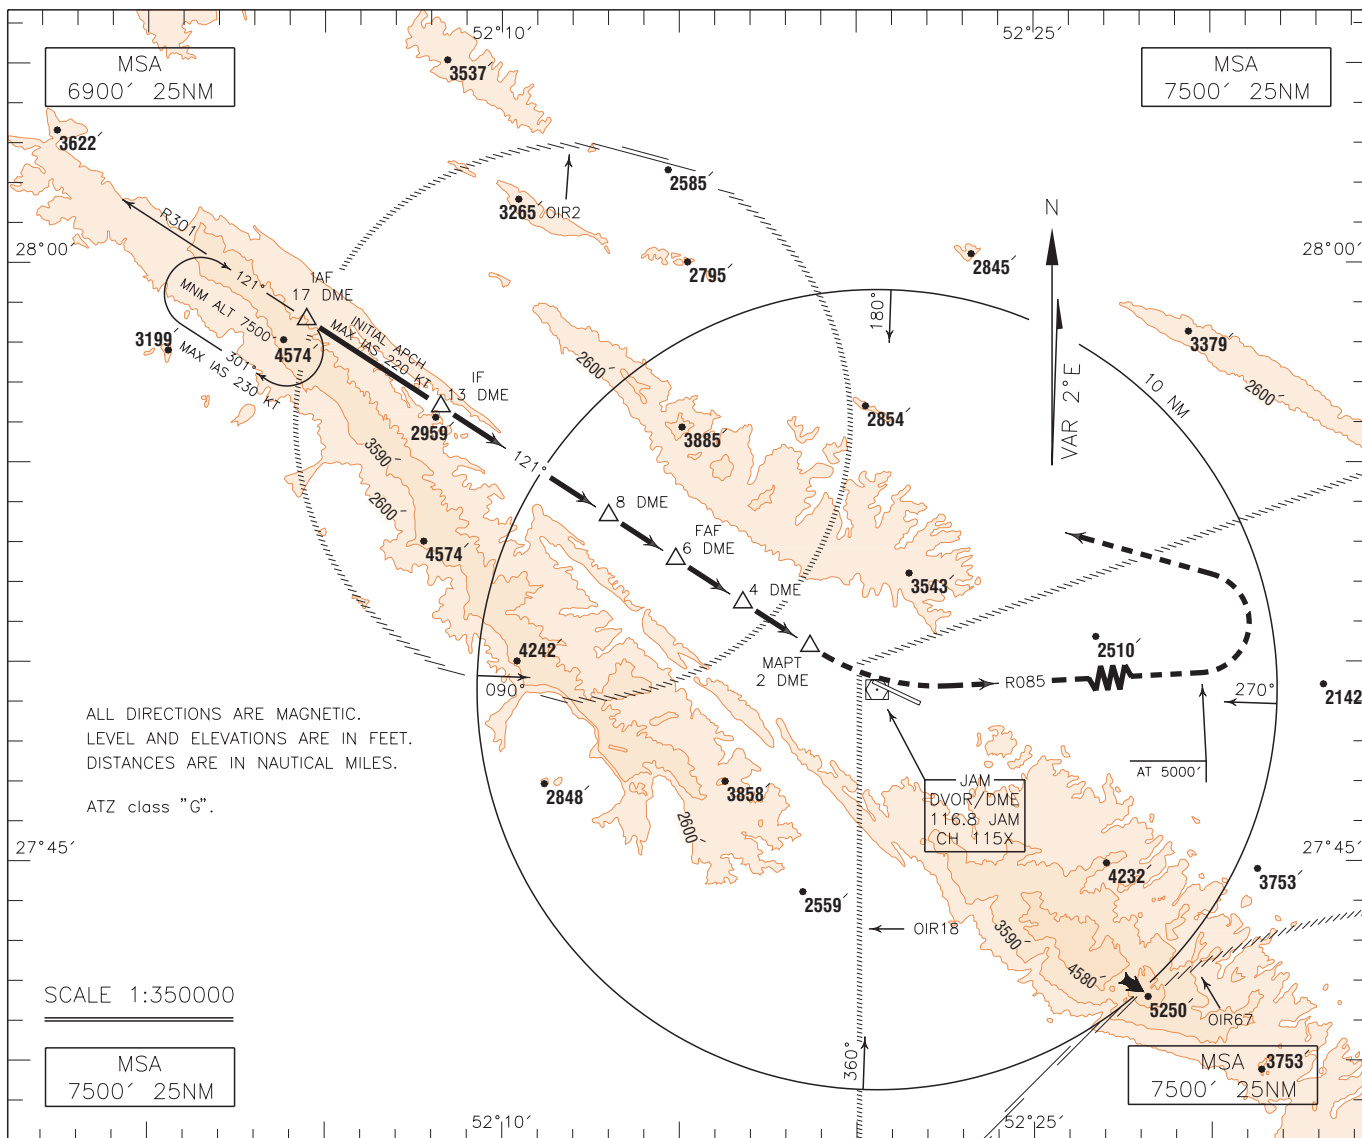 52°10′
52°25′
MSA
6900′ 25NM
MSA
7500′ 25NM
3537′
3622′
2585′
3265′
OIR2
R301
N
28°00′
28°00′
2795′
2845′
121°
IAF
17 DME
MNM ALT 7500′
180°
3199′
4574′
INITIAL APCH
MAX IAS 220 KT
3379′
301°
MAX IAS 230 KT
2600′
2600′
IF
13 DME
10 NM
VAR 2°E
2959′
2854′
3885′
3590
121°
2600
8 DME
FAF
6 DME
4574′
3543′
4 DME
4242′
MAPT
2 DME
2510′
R085
090°
270°
2142
ALL DIRECTIONS ARE MAGNETIC.
LEVEL AND ELEVATIONS ARE IN FEET.
DISTANCES ARE IN NAUTICAL MILES.
ATZ class "G".
AT 5000′
2848′
3858′
JAM
DVOR/DME
116.8 JAM
CH 115X
2600
27°45′
27°45′
4232′
3753′
2559′
OIR18
3590
4580
SCALE 1:350000
5250′
OIR67
360°
MSA
7500′ 25NM
MSA
7500′ 25NM
3753′
52°10′
52°25′